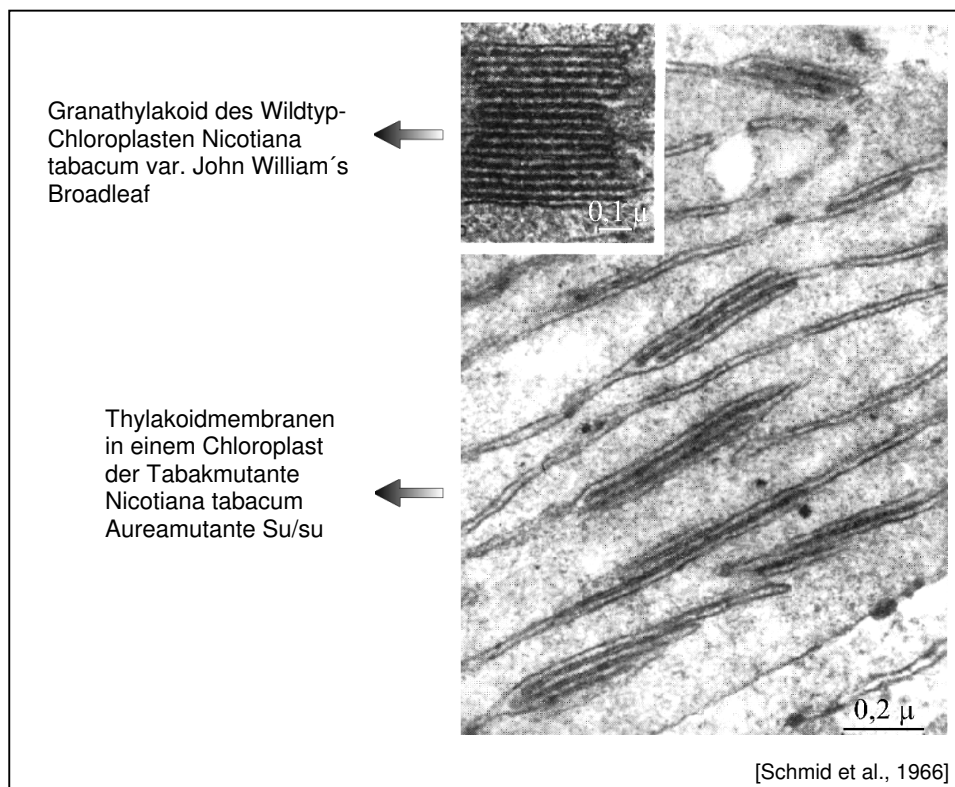 Granathylakoid des Wildtyp-
Chloroplasten Nicotiana
tabacum var. John William´s
Broadleaf
0,1 μ
Thylakoidmembranen
in einem Chloroplast
der Tabakmutante
Nicotiana tabacum
Aureamutante Su/su
0,2 μ
[Schmid et al., 1966]